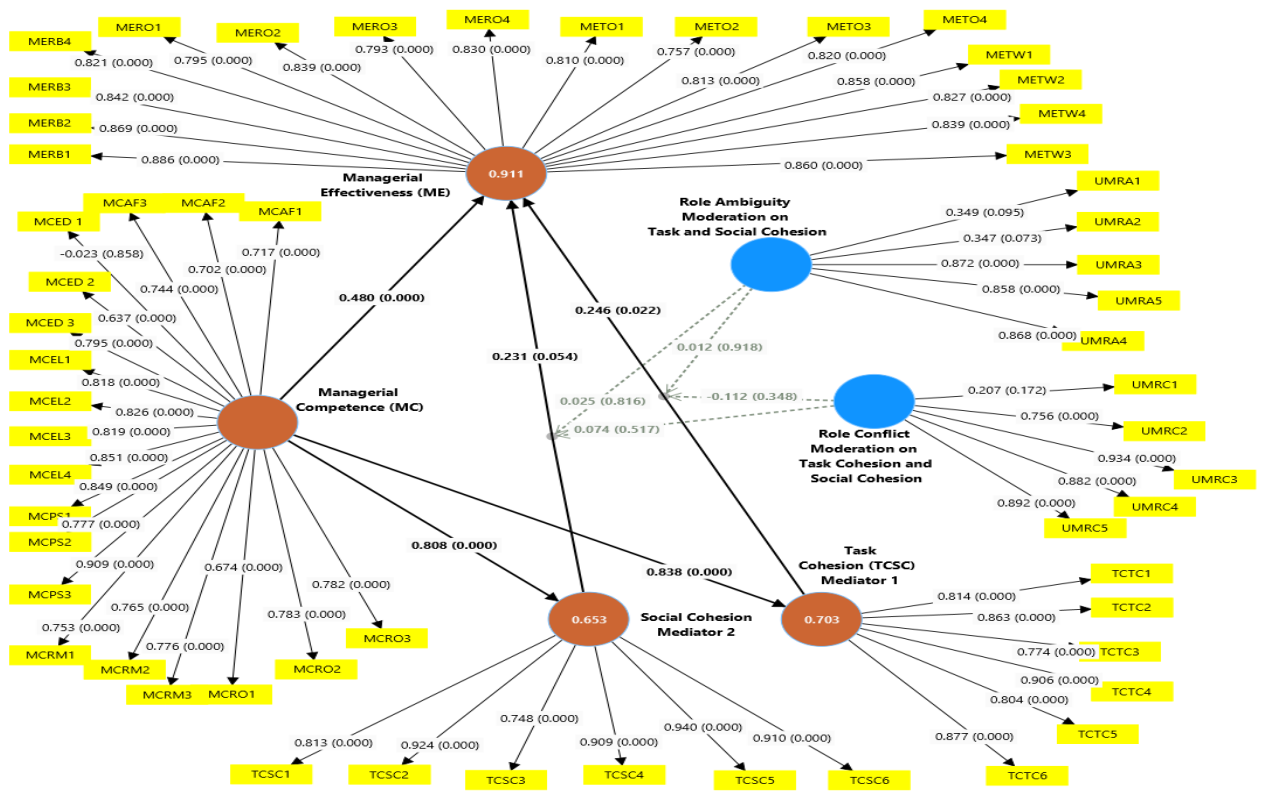 MERO1
MERO2
MERO3
MERO4
METO1
METO2
METO3
METO4
MERB4
METW1
MERB3
METW2
MERB2
METW4
MERB1
METW3
0.821 (0.000)
0.795 (0.000)
0.839 (0.000)
0.793 (0.000)
0.830 (0.000)
0.810 (0.000)
0.757 (0.000)
0.813 (0.000)
0.820 (0.000)
0.858 (0.000)
0.827 (0.000)
0.839 (0.000)
0.860 (0.000)
0.842 (0.000)
0.869 (0.000)
0.886 (0.000)
0.911
Managerial
Effectiveness (ME)
MCAF3
MCAF2
MCAF1
MCED 1
MCED 2
MCED 3
MCEL1
MCEL2
MCEL3
MCEL4
MCPS1
MCPS2
MCPS3
MCRM1
MCRM2
MCRM3
MCRO1
MCRO2
MCRO3
-0.023 (0.858)
0.744 (0.000)
0.702 (0.000)
0.717 (0.000)
0.637 (0.000)
0.795 (0.000)
0.818 (0.000)
0.826 (0.000)
0.819 (0.000)
0.851 (0.000)
0.849 (0.000)
0.777 (0.000)
0.909 (0.000)
0.753 (0.000)
0.765 (0.000)
0.776 (0.000)
0.674 (0.000)
0.783 (0.000)
0.782 (0.000)
Managerial
Competence (MC)
0.480 (0.000)
0.231 (0.054)
0.246 (0.022)
0.808 (0.000)
0.838 (0.000)
Role Ambiguity
Moderation on
Task and Social Cohesion
UMRA1
UMRA2
UMRA3
UMRA5
UMRA4
0.349 (0.095)
0.347 (0.073)
0.872 (0.000)
0.858 (0.000)
0.868 (0.000)
0.012 (0.918)
0.025 (0.816)
-0.112 (0.348)
0.074 (0.517)
Role Conflict
Moderation on
Task Cohesion and
Social Cohesion
UMRC1
UMRC2
UMRC3
UMRC4
UMRC5
0.207 (0.172)
0.756 (0.000)
0.934 (0.000)
0.882 (0.000)
0.892 (0.000)
Task
Cohesion (TCSC)
Mediator 1
0.703
TCTC1
TCTC2
TCTC3
TCTC4
TCTC5
TCTC6
0.814 (0.000)
0.863 (0.000)
0.774 (0.000)
0.906 (0.000)
0.804 (0.000)
0.877 (0.000)
0.653
Social Cohesion
Mediator 2
0.813 (0.000)
0.924 (0.000)
0.748 (0.000)
0.909 (0.000)
0.940 (0.000)
0.910 (0.000)
TCSC1
TCSC2
TCSC3
TCSC4
TCSC5
TCSC6